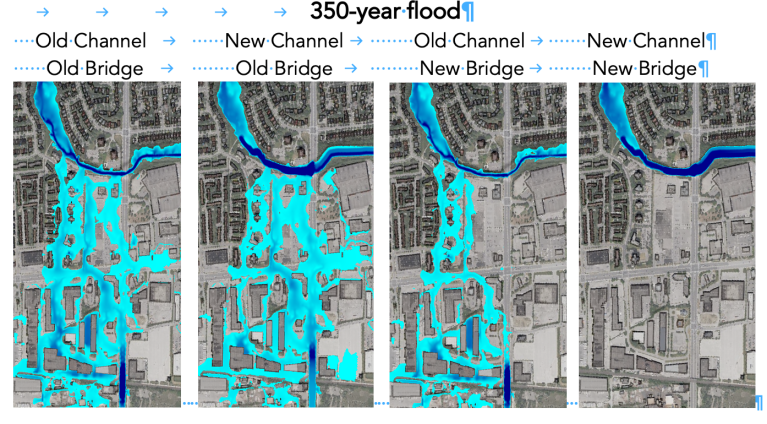 350-year flood
Old Channel New Channel Old Channel New Channel
Old Bridge Old Bridge New Bridge New Bridge